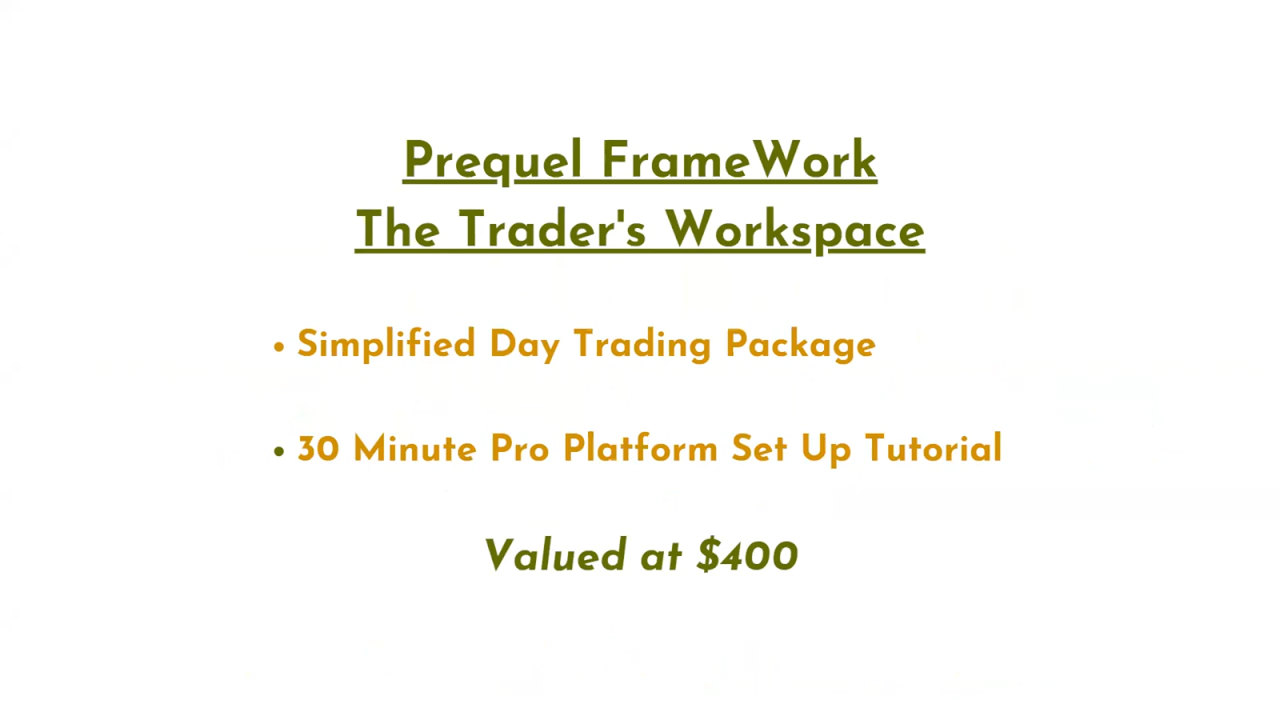 Prequel FrameWork
The Trader's Workspace
• Simplified Day Trading Package
• 30 Minute Pro Platform Set Up Tutorial
Valued at $400